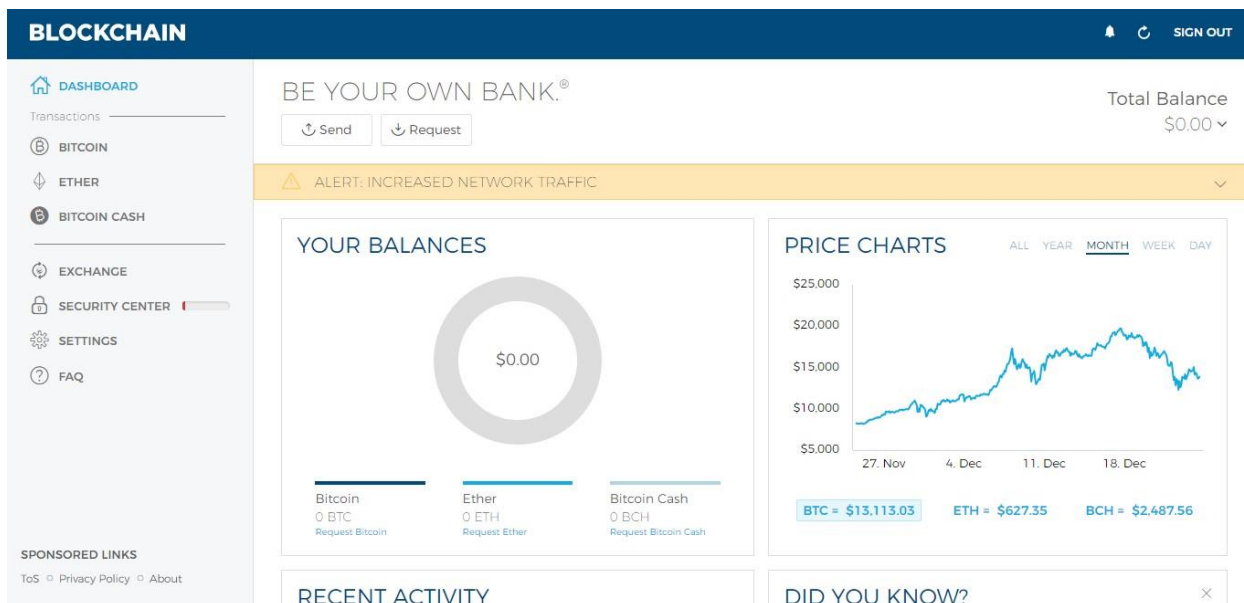 BLOCKCHAIN
SIGN OUT
DASHBOARD
Transactions
BITCOIN
ETHER
BITCOIN CASH
EXCHANGE
SECURITY CENTER
SETTINGS
FAQ
SPONSORED LINKS
ToS Privacy Policy About
BE YOUR OWN BANK.®
Send Request
Total Balance
$0.00
ALERT: INCREASED NETWORK TRAFFIC
YOUR BALANCES
$0.00
Bitcoin
0 BTC
Request Bitcoin
Ether
0 ETH
Request Ether
Bitcoin Cash
0 BCH
Request Bitcoin Cash
PRICE CHARTS
ALL YEAR MONTH WEEK DAY
$25,000
$20,000
$15,000
$10,000
$5,000
27. Nov 4. Dec 11. Dec 18. Dec
BTC = $13,113.03 ETH = $627.35 BCH = $2,487.56
RECENT ACTIVITY
DID YOU KNOW?